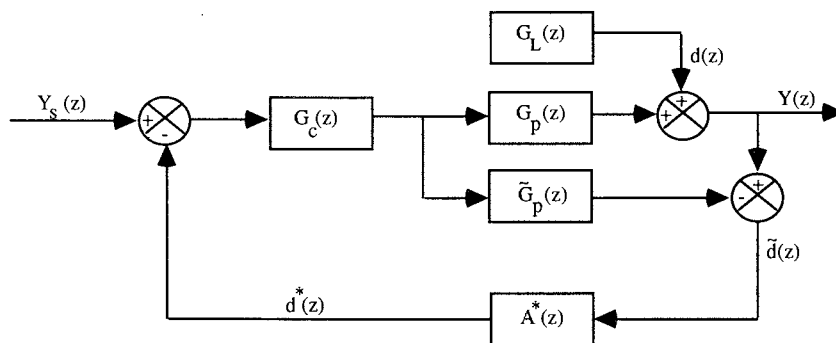 G_L(z)
d(z)
Y_s(z)
+
-
G_c(z)
G_p(z)
+
+
Y(z)
G̃_p(z)
-
+
d̃(z)
d*(z)
A*(z)